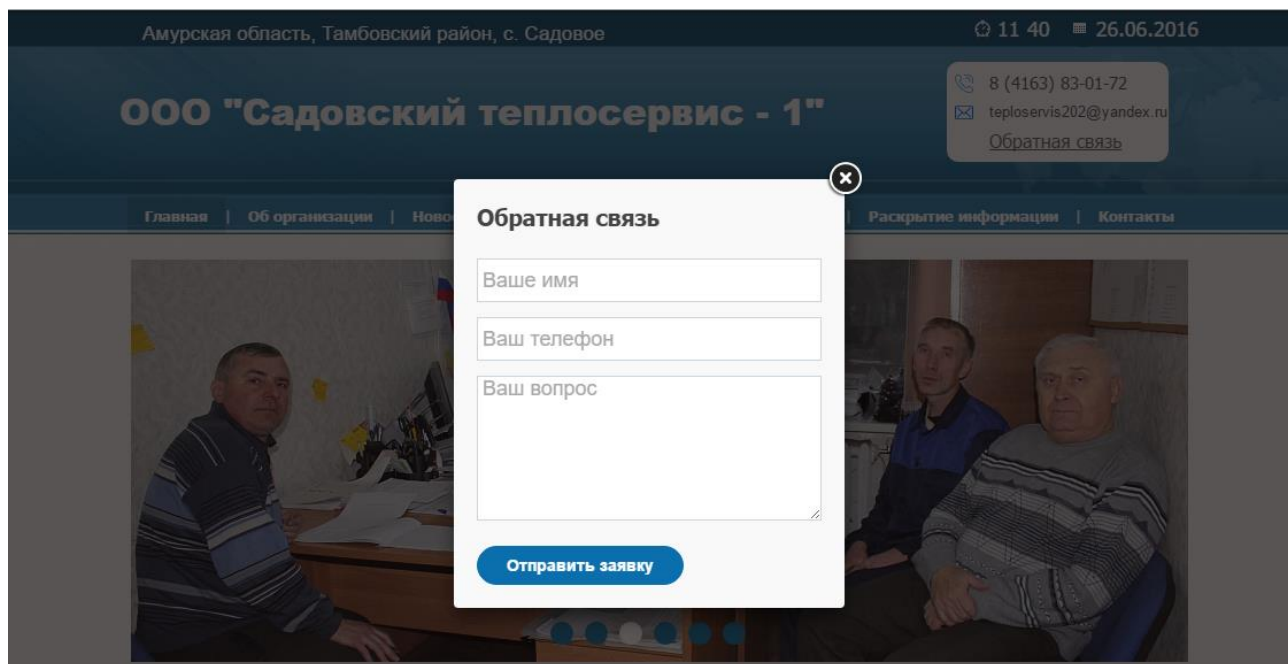 Амурская область, Тамбовский район, с. Садовое
11 40 26.06.2016
ООО "Садовский теплосервис - 1"
8 (4163) 83-01-72
teploservis202@yandex.ru
Обратная связь
Главная | Об организации | Ново | Раскрытие информации | Контакты
Обратная связь
Ваше имя
Ваш телефон
Ваш вопрос
Отправить заявку